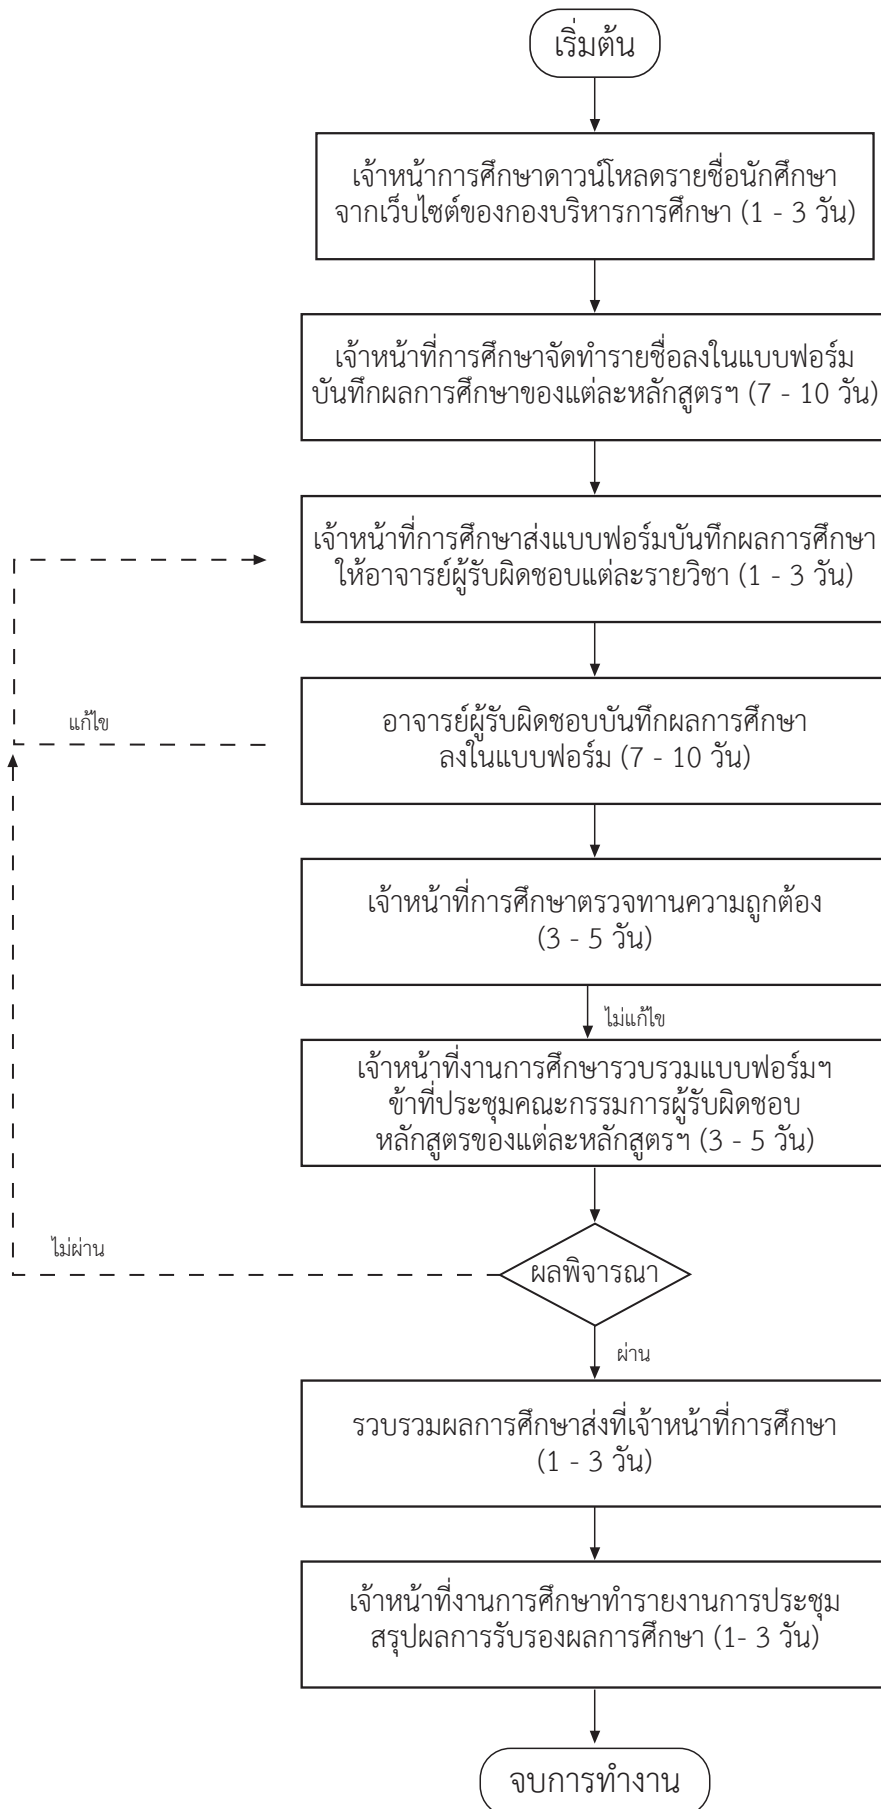 เริ่มต้น
เจ้าหน้าการศึกษาดาวน์โหลดรายชื่อนักศึกษา
จากเว็บไซต์ของกองบริหารการศึกษา (1 - 3 วัน)
เจ้าหน้าที่การศึกษาจัดทำรายชื่อลงในแบบฟอร์ม
บันทึกผลการศึกษาของแต่ละหลักสูตรฯ (7 - 10 วัน)
เจ้าหน้าที่การศึกษาส่งแบบฟอร์มบันทึกผลการศึกษา
ให้อาจารย์ผู้รับผิดชอบแต่ละรายวิชา (1 - 3 วัน)
แก้ไข
อาจารย์ผู้รับผิดชอบบันทึกผลการศึกษา
ลงในแบบฟอร์ม (7 - 10 วัน)
เจ้าหน้าที่การศึกษาตรวจทานความถูกต้อง
(3 - 5 วัน)
ไม่แก้ไข
เจ้าหน้าที่งานการศึกษารวบรวมแบบฟอร์มฯ
ข้าที่ประชุมคณะกรรมการผู้รับผิดชอบ
หลักสูตรของแต่ละหลักสูตรฯ (3 - 5 วัน)
ไม่ผ่าน
ผลพิจารณา
ผ่าน
รวบรวมผลการศึกษาส่งที่เจ้าหน้าที่การศึกษา
(1 - 3 วัน)
เจ้าหน้าที่งานการศึกษาทำรายงานการประชุม
สรุปผลการรับรองผลการศึกษา (1- 3 วัน)
จบการทำงาน